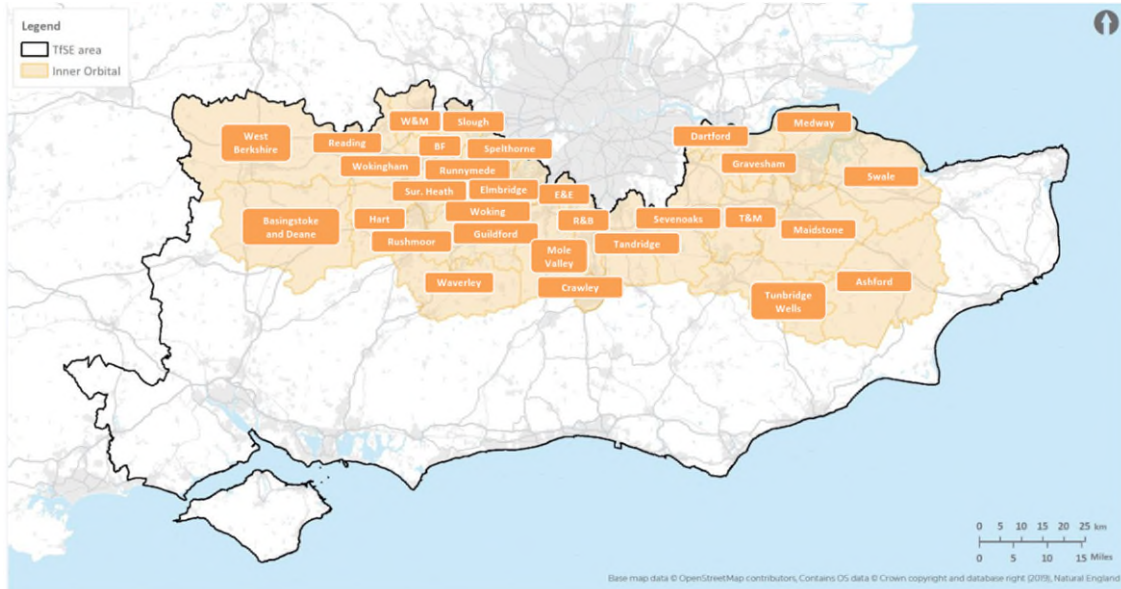 Legend
TfSE area
Inner Orbital
W&M
Slough
Medway
Dartford
West
Berkshire
Reading
BF
Spelthorne
Gravesham
Wokingham
Runnymede
Swale
Sur. Heath
Elmbridge
E&E
Basingstoke
and Deane
Hart
Woking
R&B
Sevenoaks
T&M
Maidstone
Rushmoor
Guildford
Mole
Valley
Tandridge
Waverley
Crawley
Tunbridge
Wells
Ashford
0 5 10 15 20 25 km
0 5 10 15 Miles
Base map data © OpenStreetMap contributors, Contains OS data © Crown copyright and database right (2019), Natural England